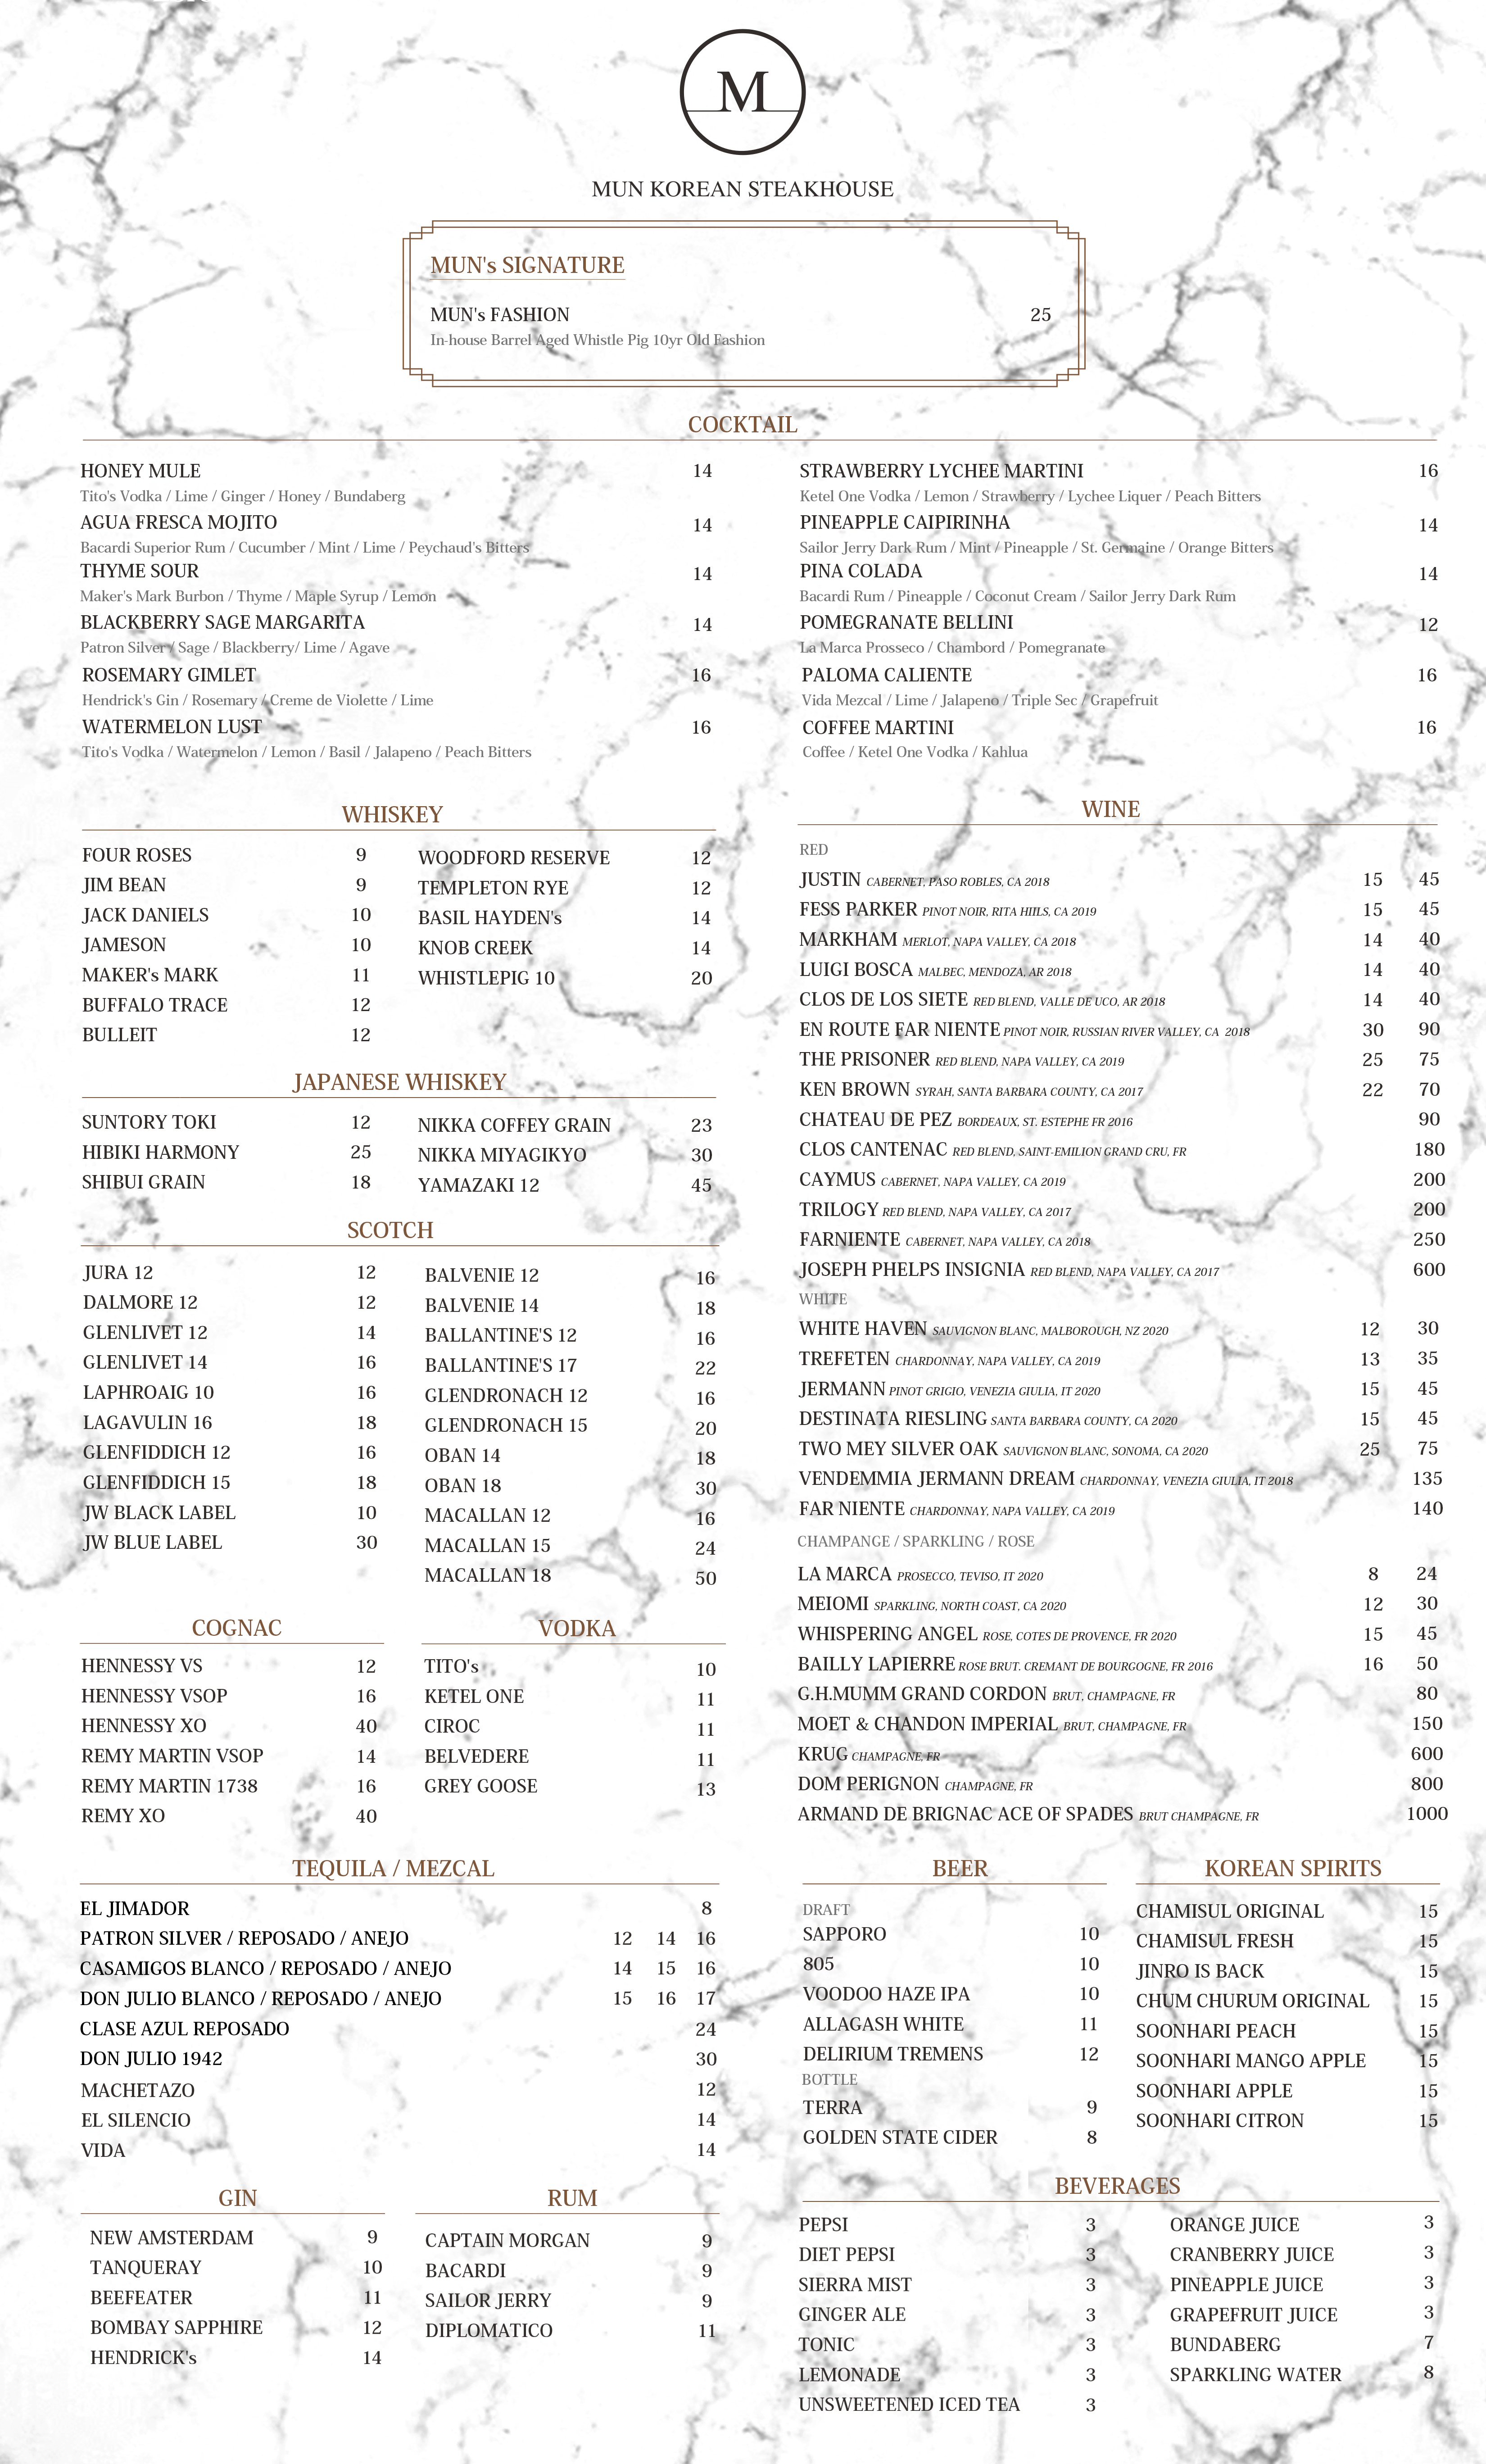 M
MUN KOREAN STEAKHOUSE
MUN's SIGNATURE
MUN's FASHION 25
In-house Barrel Aged Whistle Pig 10yr Old Fashion
COCKTAIL
HONEY MULE 14
Tito's Vodka / Lime / Ginger / Honey / Bundaberg
AGUA FRESCA MOJITO 14
Bacardi Superior Rum / Cucumber / Mint / Lime / Peychaud's Bitters
THYME SOUR 14
Maker's Mark Burbon / Thyme / Maple Syrup / Lemon
BLACKBERRY SAGE MARGARITA 14
Patron Silver / Sage / Blackberry/ Lime / Agave
ROSEMARY GIMLET 16
Hendrick's Gin / Rosemary / Creme de Violette / Lime
WATERMELON LUST 16
Tito's Vodka / Watermelon / Lemon / Basil / Jalapeno / Peach Bitters
STRAWBERRY LYCHEE MARTINI 16
Ketel One Vodka / Lemon / Strawberry / Lychee Liquer / Peach Bitters
PINEAPPLE CAIPIRINHA 14
Sailor Jerry Dark Rum / Mint / Pineapple / St. Germaine / Orange Bitters
PINA COLADA 14
Bacardi Rum / Pineapple / Coconut Cream / Sailor Jerry Dark Rum
POMEGRANATE BELLINI 12
La Marca Prosseco / Chambord / Pomegranate
PALOMA CALIENTE 16
Vida Mezcal / Lime / Jalapeno / Triple Sec / Grapefruit
COFFEE MARTINI 16
Coffee / Ketel One Vodka / Kahlua
WHISKEY
FOUR ROSES 9
JIM BEAN 9
JACK DANIELS 10
JAMESON 10
MAKER's MARK 11
BUFFALO TRACE 12
BULLEIT 12
WOODFORD RESERVE 12
TEMPLETON RYE 12
BASIL HAYDEN's 14
KNOB CREEK 14
WHISTLEPIG 10 20
JAPANESE WHISKEY
SUNTORY TOKI 12
HIBIKI HARMONY 25
SHIBUI GRAIN 18
NIKKA COFFEY GRAIN 23
NIKKA MIYAGIKYO 30
YAMAZAKI 12 45
SCOTCH
JURA 12 12
DALMORE 12 12
GLENLIVET 12 14
GLENLIVET 14 16
LAPHROAIG 10 16
LAGAVULIN 16 18
GLENFIDDICH 12 16
GLENFIDDICH 15 18
JW BLACK LABEL 10
JW BLUE LABEL 30
BALVENIE 12 16
BALVENIE 14 18
BALLANTINE'S 12 16
BALLANTINE'S 17 22
GLENDRONACH 12 16
GLENDRONACH 15 20
OBAN 14 18
OBAN 18 30
MACALLAN 12 16
MACALLAN 15 24
MACALLAN 18 50
COGNAC
HENNESSY VS 12
HENNESSY VSOP 16
HENNESSY XO 40
REMY MARTIN VSOP 14
REMY MARTIN 1738 16
REMY XO 40
VODKA
TITO's 10
KETEL ONE 11
CIROC 11
BELVEDERE 11
GREY GOOSE 13
TEQUILA / MEZCAL
EL JIMADOR 8
PATRON SILVER / REPOSADO / ANEJO 12 14 16
CASAMIGOS BLANCO / REPOSADO / ANEJO 14 15 16
DON JULIO BLANCO / REPOSADO / ANEJO 15 16 17
CLASE AZUL REPOSADO 24
DON JULIO 1942 30
MACHETAZO 12
EL SILENCIO 14
VIDA 14
GIN
NEW AMSTERDAM 9
TANQUERAY 10
BEEFEATER 11
BOMBAY SAPPHIRE 12
HENDRICK's 14
RUM
CAPTAIN MORGAN 9
BACARDI 9
SAILOR JERRY 9
DIPLOMATICO 11
WINE
RED
JUSTIN CABERNET, PASO ROBLES, CA 2018 15 45
FESS PARKER PINOT NOIR, RITA HIIILS, CA 2019 15 45
MARKHAM MERLOT, NAPA VALLEY, CA 2018 14 40
LUIGI BOSCA MALBEC, MENDOZA, AR 2018 14 40
CLOS DE LOS SIETE RED BLEND, VALLE DE UCO, AR 2018 14 40
EN ROUTE FAR NIENTE PINOT NOIR, RUSSIAN RIVER VALLEY, CA 2018 30 90
THE PRISONER RED BLEND, NAPA VALLEY, CA 2019 25 75
KEN BROWN SYRAH, SANTA BARBARA COUNTY, CA 2017 22 70
CHATEAU DE PEZ BORDEAUX, ST. ESTEPHE FR 2016 90
CLOS CANTENAC RED BLEND, SAINT-EMILION GRAND CRU, FR 180
CAYMUS CABERNET, NAPA VALLEY, CA 2019 200
TRILOGY RED BLEND, NAPA VALLEY, CA 2017 200
FARNIENTE CABERNET, NAPA VALLEY, CA 2018 250
JOSEPH PHELPS INSIGNIA RED BLEND, NAPA VALLEY, CA 2017 600
WHITE
WHITE HAVEN SAUVIGNON BLANC, MALBOROUGH, NZ 2020 12 30
TREFETEN CHARDONNAY, NAPA VALLEY, CA 2019 13 35
JERMANN PINOT GRIGIO, VENEZIA GIULIA, IT 2020 15 45
DESTINATA RIESLING SANTA BARBARA COUNTY, CA 2020 15 45
TWO MEY SILVER OAK SAUVIGNON BLANC, SONOMA, CA 2020 25 75
VENDEMMIA JERMANN DREAM CHARDONNAY, VENEZIA GIULIA, IT 2018 135
FAR NIENTE CHARDONNAY, NAPA VALLEY, CA 2019 140
CHAMPANGE / SPARKLING / ROSE
LA MARCA PROSECCO, TEVISO, IT 2020 8 24
MEIOMI SPARKLING, NORTH COAST, CA 2020 12 30
WHISPERING ANGEL ROSE, COTES DE PROVENCE, FR 2020 15 45
BAILLY LAPIERRE ROSE BRUT. CREMANT DE BOURGOGNE, FR 2016 16 50
G.H.MUMM GRAND CORDON BRUT, CHAMPAGNE, FR 80
MOET & CHANDON IMPERIAL BRUT, CHAMPAGNE, FR 150
KRUG CHAMPAGNE, FR 600
DOM PERIGNON CHAMPAGNE, FR 800
ARMAND DE BRIGNAC ACE OF SPADES BRUT CHAMPAGNE, FR 1000
BEER
DRAFT
SAPPORO 10
805 10
VOODOO HAZE IPA 10
ALLAGASH WHITE 11
DELIRIUM TREMENS 12
BOTTLE
TERRA 9
GOLDEN STATE CIDER 8
KOREAN SPIRITS
CHAMISUL ORIGINAL 15
CHAMISUL FRESH 15
JINRO IS BACK 15
CHUM CHURUM ORIGINAL 15
SOONHARI PEACH 15
SOONHARI MANGO APPLE 15
SOONHARI APPLE 15
SOONHARI CITRON 15
BEVERAGES
PEPSI 3
DIET PEPSI 3
SIERRA MIST 3
GINGER ALE 3
TONIC 3
LEMONADE 3
UNSWEETENED ICED TEA 3
ORANGE JUICE 3
CRANBERRY JUICE 3
PINEAPPLE JUICE 3
GRAPEFRUIT JUICE 3
BUNDABERG 7
SPARKLING WATER 8